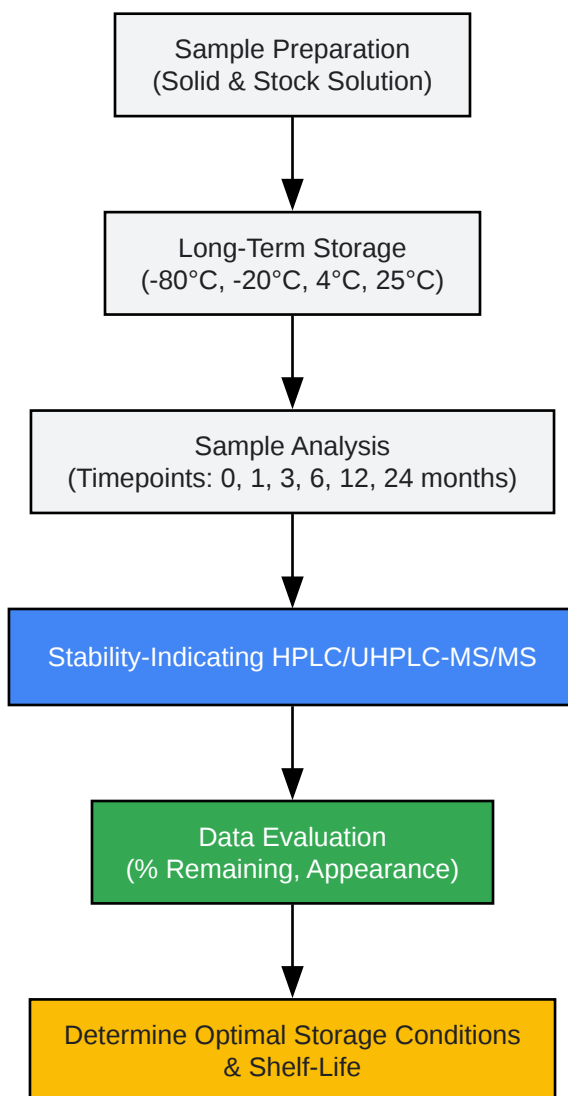 Sample Preparation
(Solid & Stock Solution)
Long-Term Storage
(-80°C, -20°C, 4°C, 25°C)
Sample Analysis
(Timepoints: 0, 1, 3, 6, 12, 24 months)
Stability-Indicating HPLC/UHPLC-MS/MS
Data Evaluation
(% Remaining, Appearance)
Determine Optimal Storage Conditions
& Shelf-Life